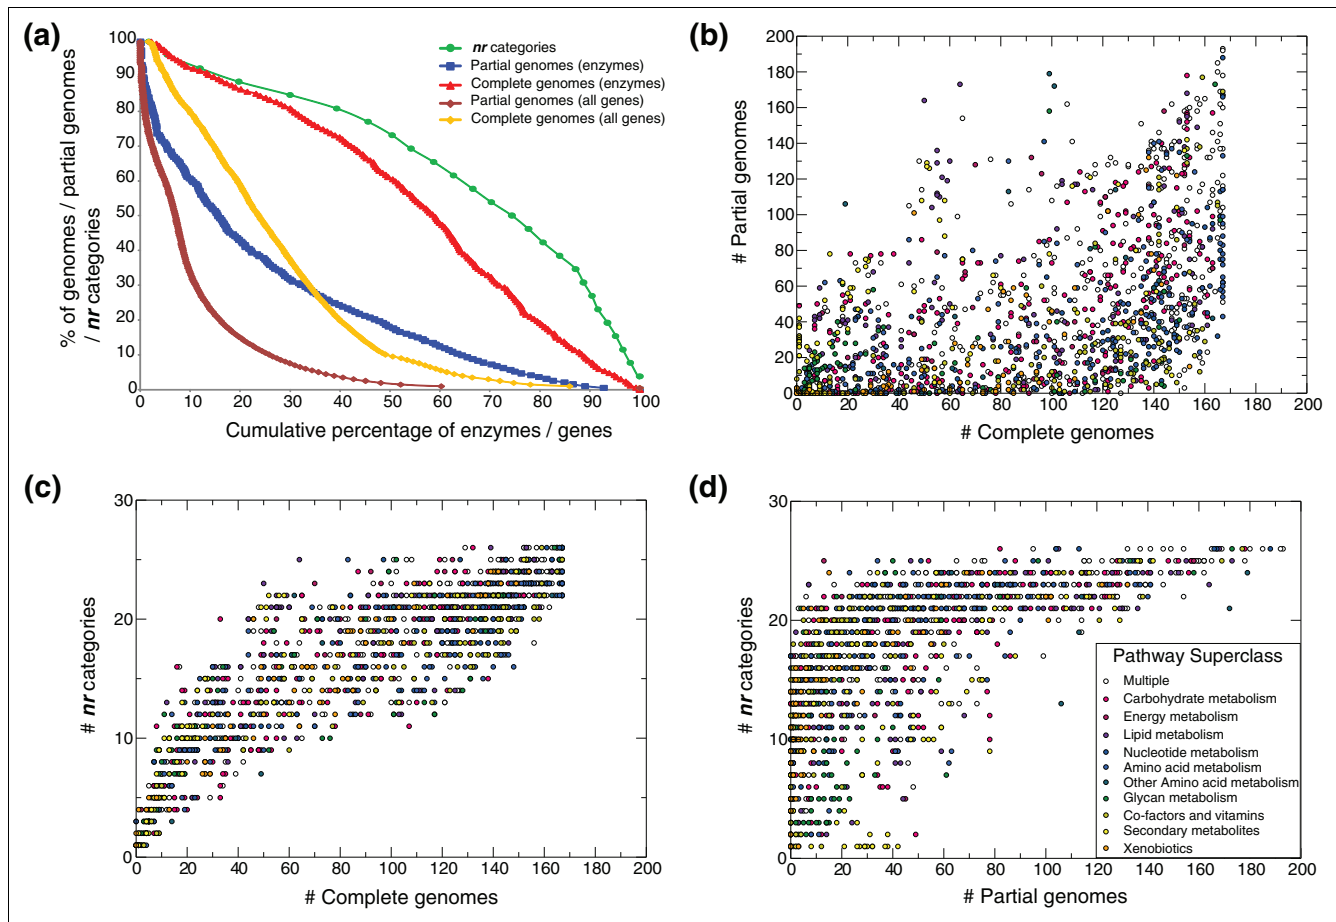 (a)
% of genomes / partial genomes
/ nr categories
100
90
80
70
60
50
40
30
20
10
0
0
10
20
30
40
50
60
70
80
90
100
Cumulative percentage of enzymes / genes
nr categories
Partial genomes (enzymes)
Complete genomes (enzymes)
Partial genomes (all genes)
Complete genomes (all genes)
(b)
# Partial genomes
200
180
160
140
120
100
80
60
40
20
0
0
20
40
60
80
100
120
140
160
180
200
# Complete genomes
(c)
# nr categories
30
20
10
0
0
20
40
60
80
100
120
140
160
180
200
# Complete genomes
(d)
# nr categories
30
20
10
0
0
20
40
60
80
100
120
140
160
180
200
# Partial genomes
Pathway Superclass
Multiple
Carbohydrate metabolism
Energy metabolism
Lipid metabolism
Nucleotide metabolism
Amino acid metabolism
Other Amino acid metabolism
Glycan metabolism
Co-factors and vitamins
Secondary metabolites
Xenobiotics